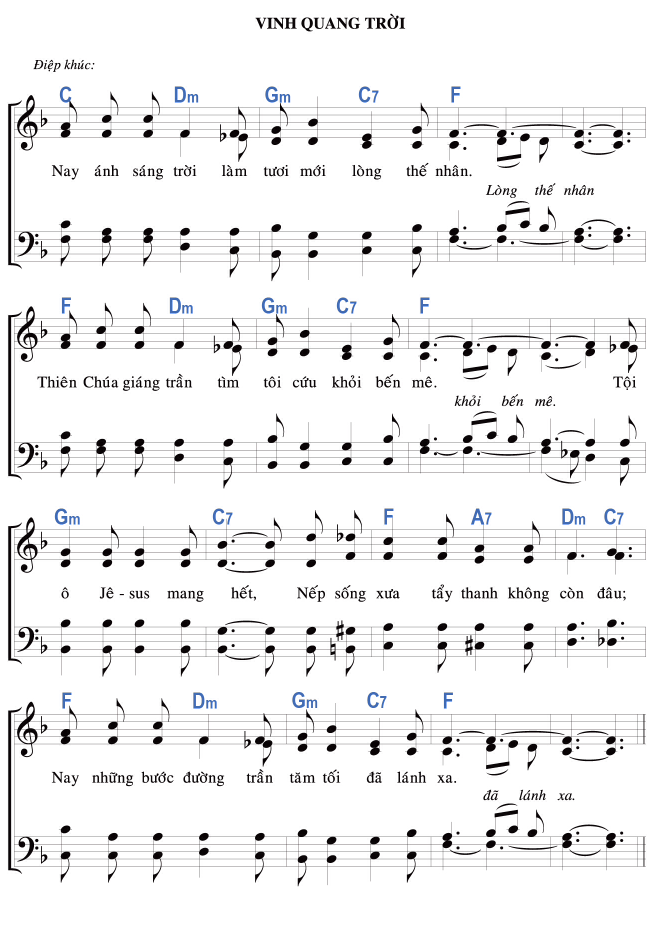 VINH QUANG TRỜI
Điệp khúc:
C Dm Gm C7 F
Nay ánh sáng trời làm tươi mới lòng thế nhân.
Lòng thế nhân
F Dm Gm C7 F
Thiên Chúa giáng trần tìm tôi cứu khỏi bến mê. Tội
khỏi bến mê.
Gm C7 F A7 Dm C7
ô Jê - sus mang hết, Nếp sống xưa tẩy thanh không còn đâu;
F Dm Gm C7 F
Nay những bước đường trần tăm tối đã lánh xa.
đã lánh xa.